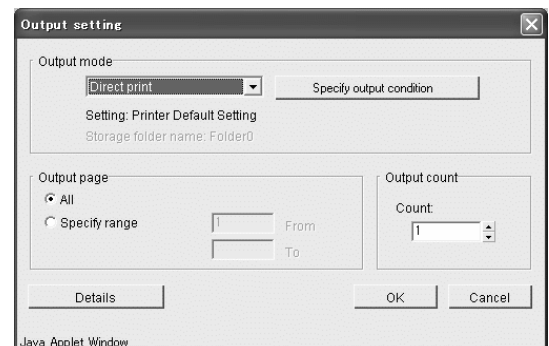 Output setting
Output mode
Direct print
Specify output condition
Setting: Printer Default Setting
Storage folder name: Folder0
Output page
All
Specify range
1
From
To
Output count
Count:
1
Details
OK
Cancel
Java Applet Window